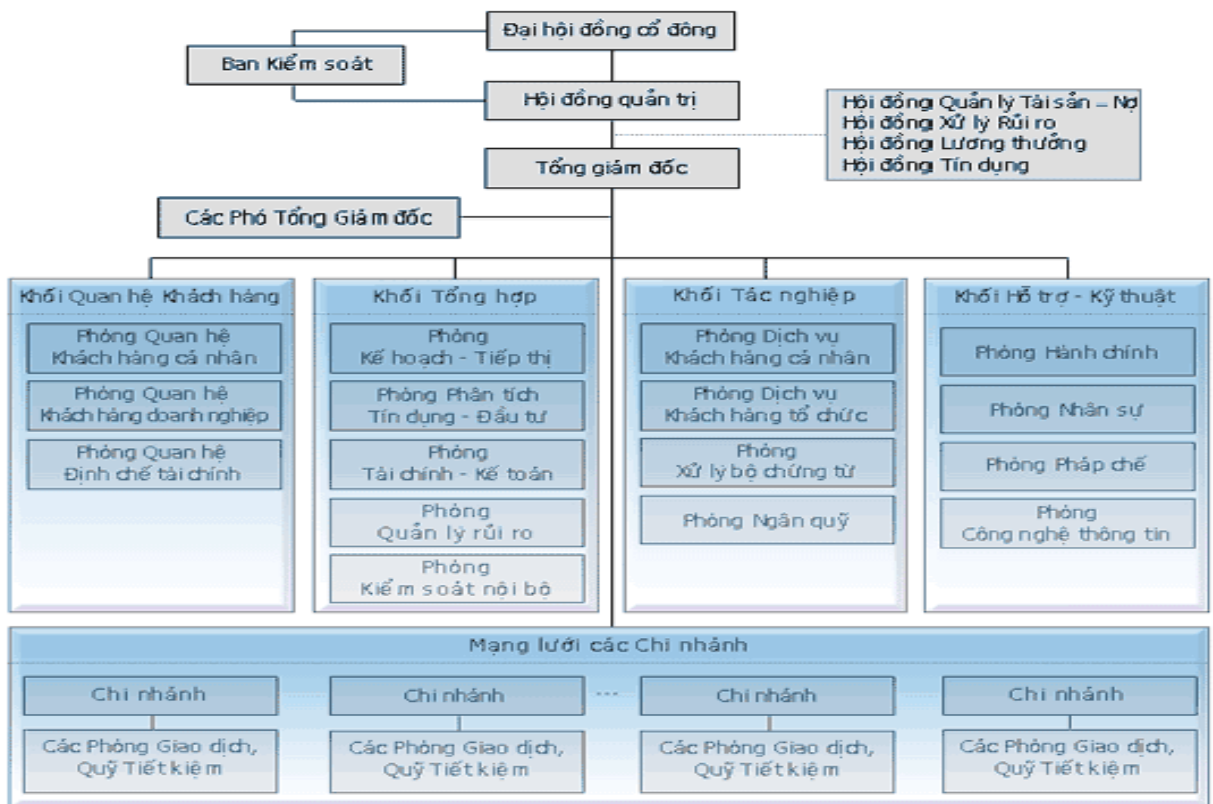 Đại hội đồng cổ đông
Ban Kiểm soát
Hội đồng quản trị
Hội đồng Quản lý Tài sản – Nợ
Hội đồng Xử lý Rủi ro
Hội đồng Lương thưởng
Hội đồng Tín dụng
Tổng giám đốc
Các Phó Tổng Giám đốc
Khối Quan hệ Khách hàng
Phòng Quan hệ
Khách hàng cá nhân
Phòng Quan hệ
Khách hàng doanh nghiệp
Phòng Quan hệ
Định chế tài chính
Khối Tổng hợp
Phòng
Kế hoạch - Tiếp thị
Phòng Phân tích
Tín dụng - Đầu tư
Phòng
Tài chính - Kế toán
Phòng
Quản lý rủi ro
Phòng
Kiểm soát nội bộ
Khối Tác nghiệp
Phòng Dịch vụ
Khách hàng cá nhân
Phòng Dịch vụ
Khách hàng tổ chức
Phòng
Xử lý bộ chứng từ
Phòng Ngân quỹ
Khối Hỗ trợ - Kỹ thuật
Phòng Hành chính
Phòng Nhân sự
Phòng Pháp chế
Phòng
Công nghệ thông tin
Mạng lưới các Chi nhánh
Chi nhánh
Các Phòng Giao dịch,
Quỹ Tiết kiệm
Chi nhánh
Các Phòng Giao dịch,
Quỹ Tiết kiệm
...
Chi nhánh
Các Phòng Giao dịch,
Quỹ Tiết kiệm
Chi nhánh
Các Phòng Giao dịch,
Quỹ Tiết kiệm